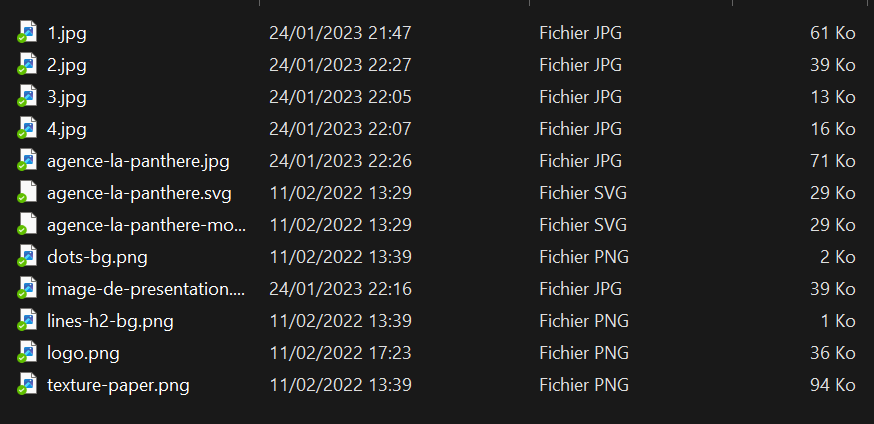 1.jpg 24/01/2023 21:47 Fichier JPG 61 Ko
2.jpg 24/01/2023 22:27 Fichier JPG 39 Ko
3.jpg 24/01/2023 22:05 Fichier JPG 13 Ko
4.jpg 24/01/2023 22:07 Fichier JPG 16 Ko
agence-la-panthere.jpg 24/01/2023 22:26 Fichier JPG 71 Ko
agence-la-panthere.svg 11/02/2022 13:29 Fichier SVG 29 Ko
agence-la-panthere-mo... 11/02/2022 13:29 Fichier SVG 29 Ko
dots-bg.png 11/02/2022 13:39 Fichier PNG 2 Ko
image-de-presentation.... 24/01/2023 22:16 Fichier JPG 39 Ko
lines-h2-bg.png 11/02/2022 13:39 Fichier PNG 1 Ko
logo.png 11/02/2022 17:23 Fichier PNG 36 Ko
texture-paper.png 11/02/2022 13:39 Fichier PNG 94 Ko